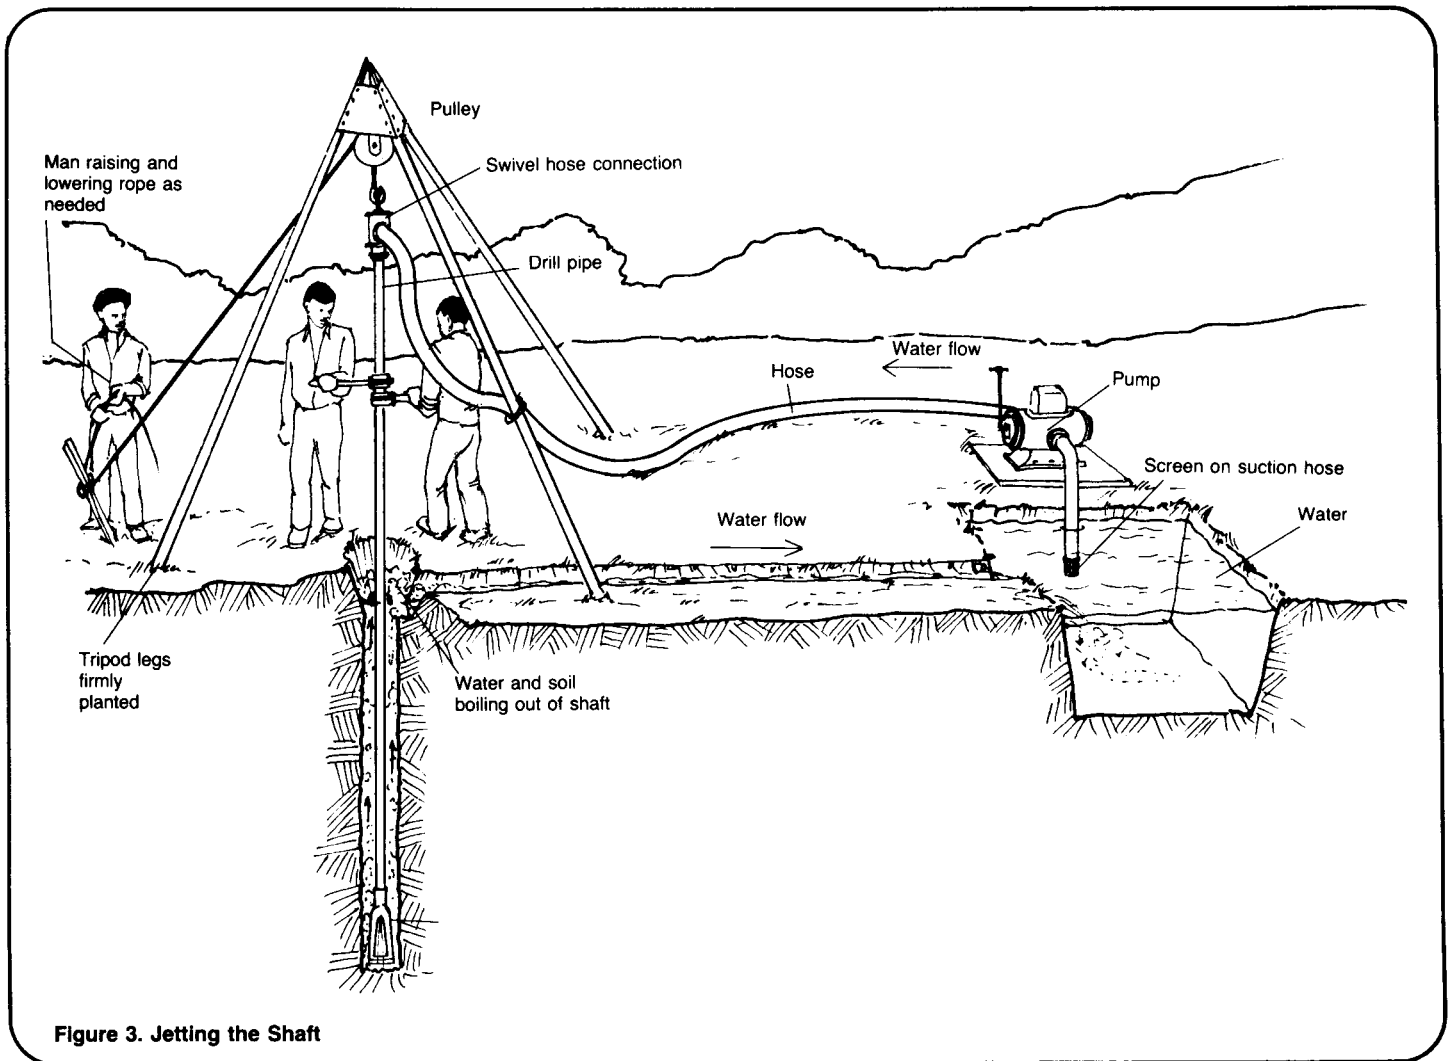 Pulley
Man raising and
lowering rope as
needed
Swivel hose connection
Drill pipe
Water flow
Hose
Pump
Screen on suction hose
Water flow
Water
Tripod legs
firmly
planted
Water and soil
boiling out of shaft
Figure 3. Jetting the Shaft